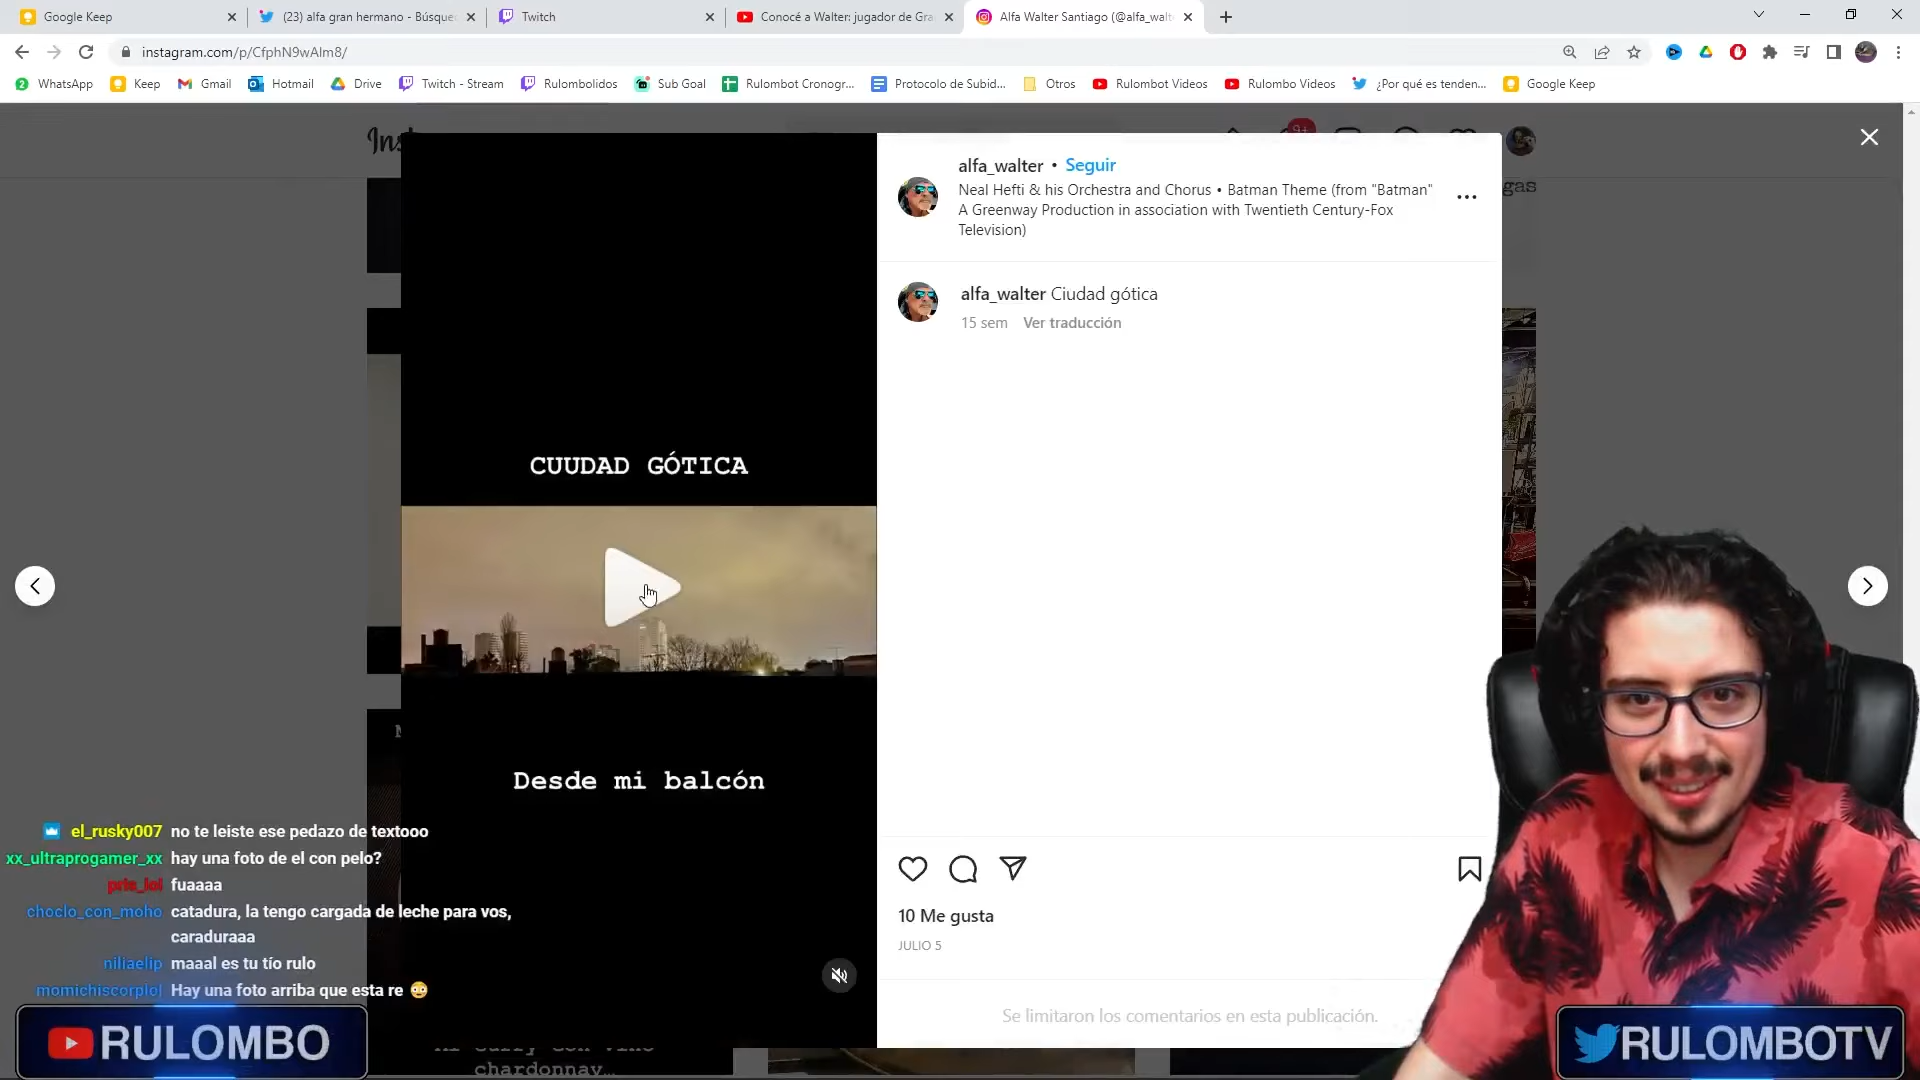 Google Keep
(23) alfa gran hermano - Búsque
Twitch
Conocé a Walter: jugador de Gra
Alfa Walter Santiago (@alfa_walt
instagram.com/p/CfphN9wAlm8/
WhatsApp
Keep
Gmail
Hotmail
Drive
Twitch - Stream
Rulombolidos
Sub Goal
Rulombot Cronogr...
Protocolo de Subid...
Otros
Rulombot Videos
Rulombo Videos
¿Por qué es tenden...
Google Keep
Ins
9+
gas
alfa_walter • Seguir
Neal Hefti & his Orchestra and Chorus • Batman Theme (from "Batman"
A Greenway Production in association with Twentieth Century-Fox
Television)
alfa_walter Ciudad gótica
15 sem Ver traducción
CUUDAD GÓTICA
Desde mi balcón
el_rusky007 no te leiste ese pedazo de textooo
xx_ultraprogamer_xx hay una foto de el con pelo?
pris_lol fuaaaa
choclo_con_moho catadura, la tengo cargada de leche para vos,
caraduraaa
niliaelip maaal es tu tío rulo
momichiscorplol Hay una foto arriba que esta re 😳
10 Me gusta
JULIO 5
Se limitaron los comentarios en esta publicación.
RULOMBO
RULOMBOTV
chardonnay...